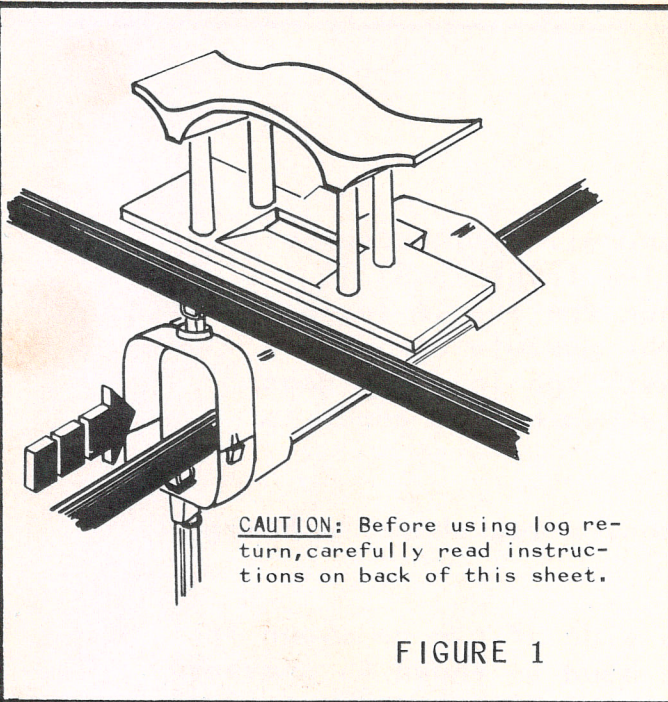 CAUTION: Before using log re-
turn,carefully read instruc-
tions on back of this sheet.
FIGURE 1